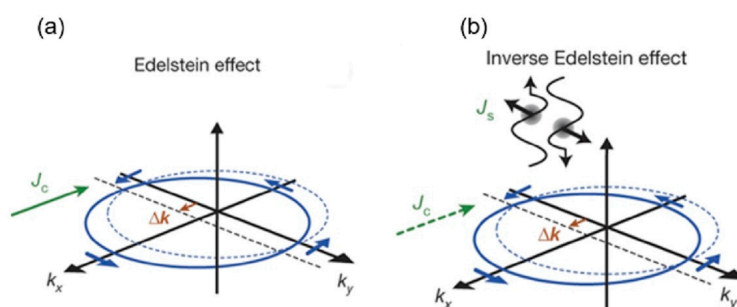 (a)
Edelstein effect
J_c
Δk
k_x
k_y
(b)
Inverse Edelstein effect
J_s
J_c
Δk
k_x
k_y